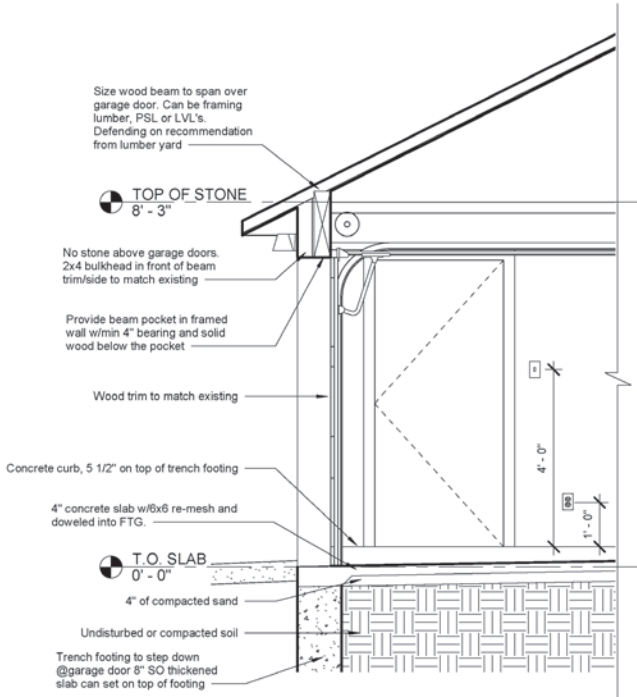 Size wood beam to span over
garage door. Can be framing
lumber, PSL or LVL's.
Defending on recommendation
from lumber yard
TOP OF STONE
8' - 3"
No stone above garage doors.
2x4 bulkhead in front of beam
trim/side to match existing
Provide beam pocket in framed
wall w/min 4" bearing and solid
wood below the pocket
Wood trim to match existing
4' - 0"
Concrete curb, 5 1/2" on top of trench footing
1' - 0"
4" concrete slab w/6x6 re-mesh and
doweled into FTG.
T.O. SLAB
0' - 0"
4" of compacted sand
Undisturbed or compacted soil
Trench footing to step down
@garage door 8" SO thickened
slab can set on top of footing